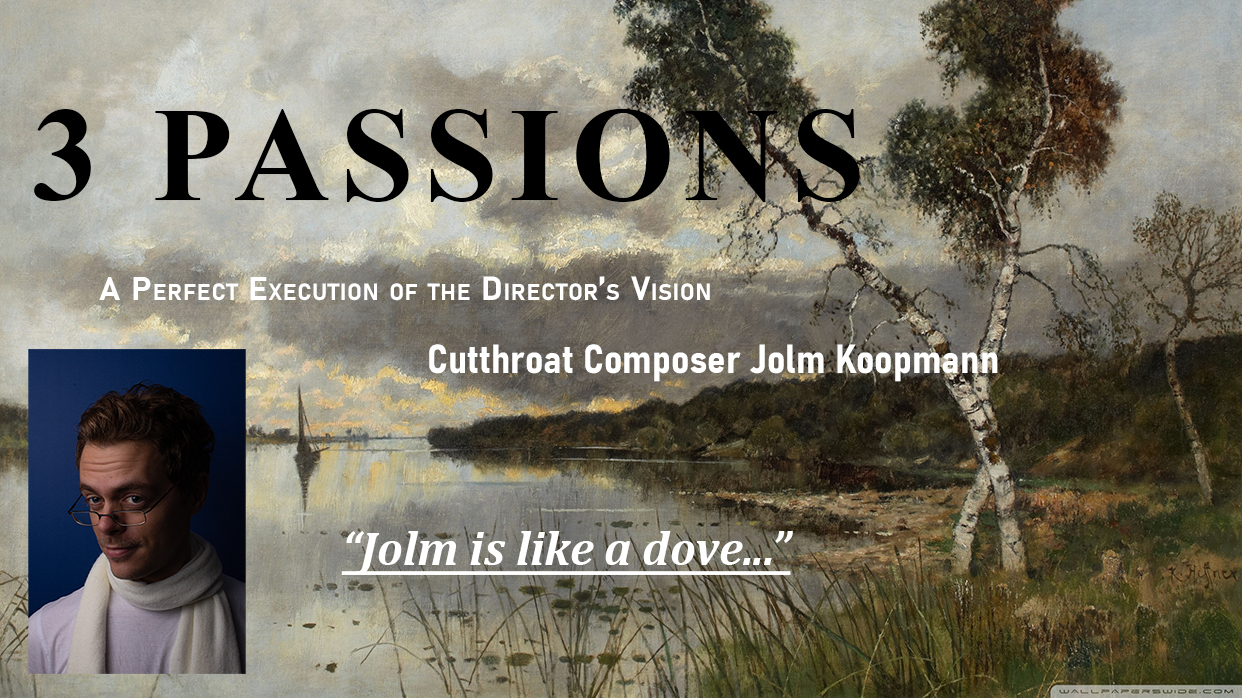 3 PASSIONS
A Perfect Execution of the Director's Vision
Cutthroat Composer Jolm Koopmann
“Jolm is like a dove...”
WALLPAPERSWIDE.COM